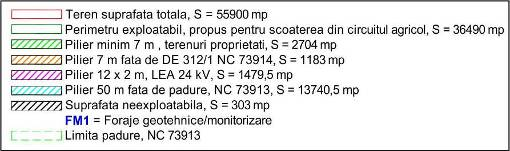 Teren suprafata totala, S = 55900 mp
Perimetru exploatabil, propus pentru scoaterea din circuitul agricol, S = 36490 mp
Pilier minim 7 m , terenuri proprietati, S = 2704 mp
Pilier 7 m fata de DE 312/1 NC 73914, S = 1183 mp
Pilier 12 x 2 m, LEA 24 kV, S = 1479,5 mp
Pilier 50 m fata de padure, NC 73913, S = 13740,5 mp
Suprafata neexploatabila, S = 303 mp
FM1 = Foraje geotehnice/monitorizare
Limita padure, NC 73913